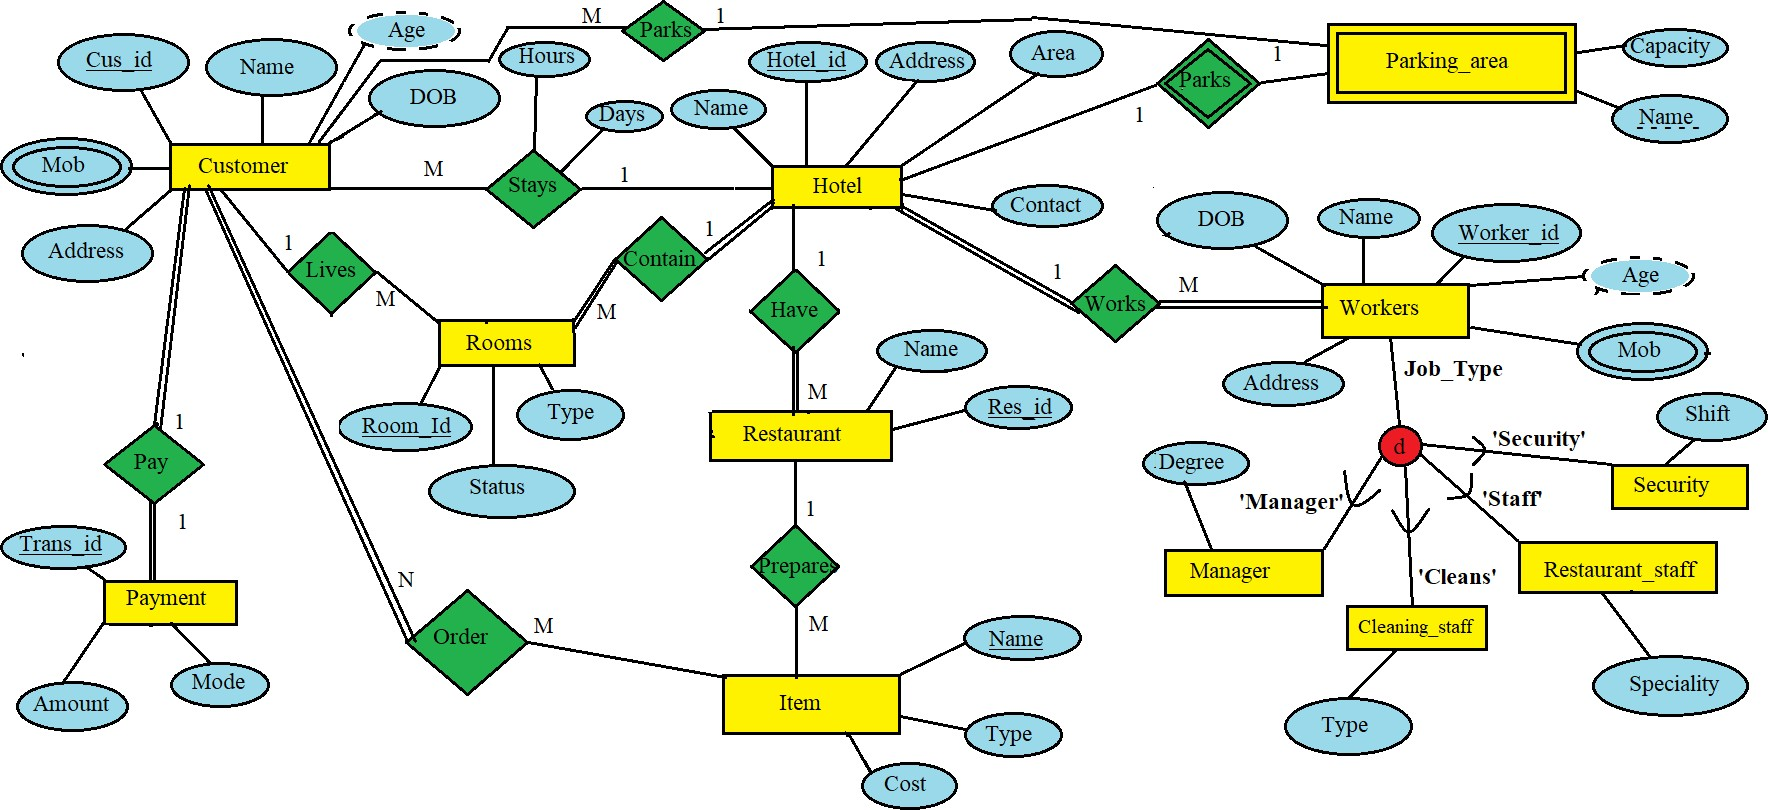 M
Parks
1
Age
Cus_id
Name
Hours
Hotel_id
Address
Area
1
Parking_area
Capacity
DOB
Days
Name
Parks
1
Name
Mob
Customer
M
Stays
1
Hotel
Contact
DOB
Name
Worker_id
Address
1
Lives
M
1
Contain
M
1
Have
1
Works
M
Workers
Age
Mob
Address
Job_Type
Rooms
Room_Id
Type
Status
Name
M
Res_id
Restaurant
1
Pay
1
d
'Security'
Shift
Security
Degree
'Manager'
'Staff'
Manager
'Cleans'
Restaurant_staff
Cleaning_staff
Type
Speciality
Trans_id
Payment
Amount
Mode
N
Order
M
1
Prepares
M
Name
Item
Type
Cost